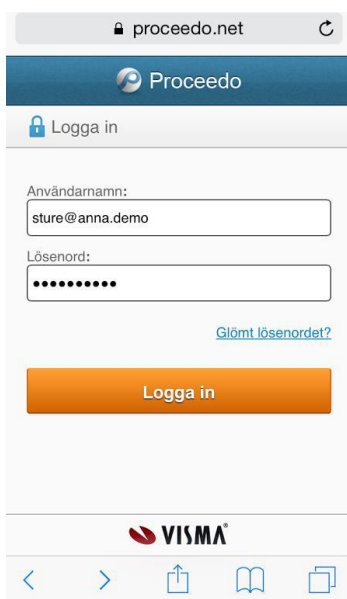 proceedo.net
Proceedo
Logga in
Användarnamn:
sture@anna.demo
Lösenord:
••••••••••
Glömt lösenordet?
Logga in
VISMA®